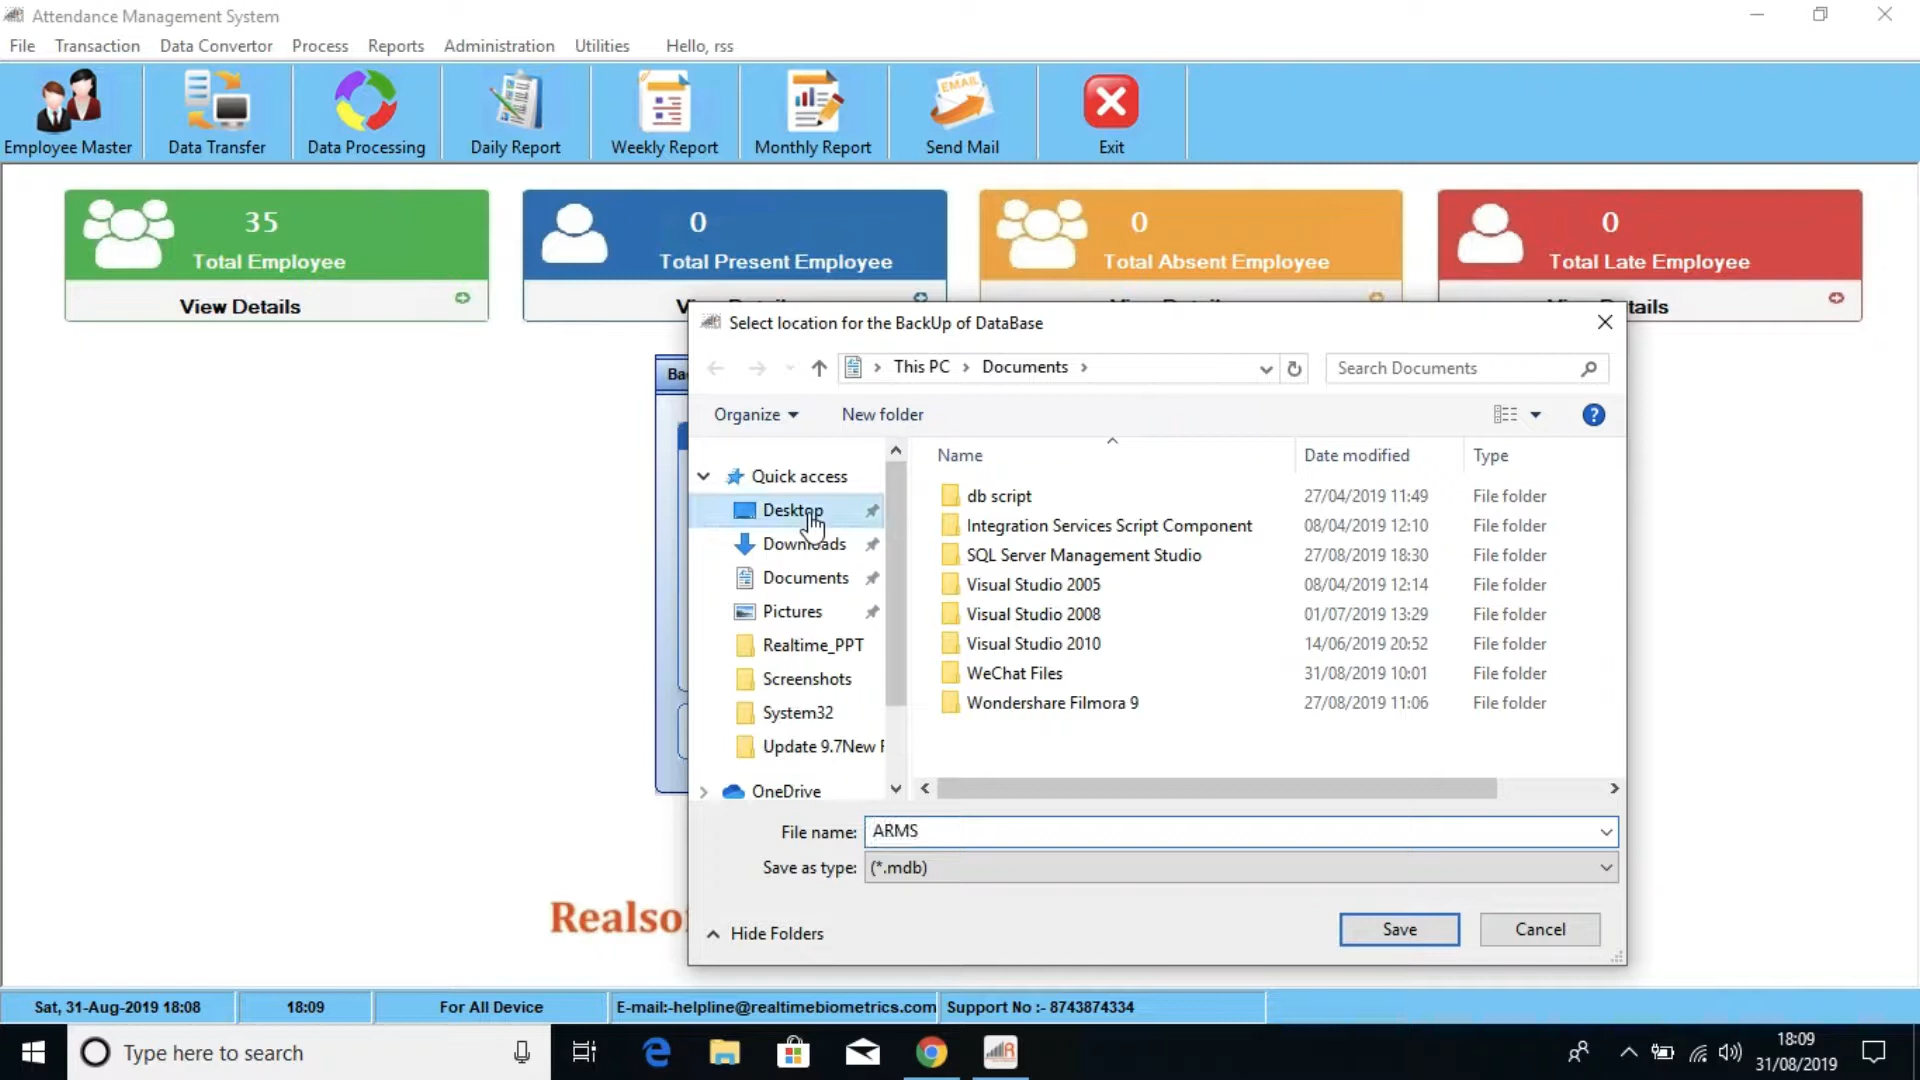 Attendance Management System
File Transaction Data Convertor Process Reports Administration Utilities Hello, rss
Employee Master Data Transfer Data Processing Daily Report Weekly Report Monthly Report Send Mail Exit
35 0 0 0
Total Employee Total Present Employee Total Absent Employee Total Late Employee
View Details
Select location for the BackUp of DataBase
This PC Documents Search Documents
Organize New folder
Name Date modified Type
Quick access
Desktop
Downloads
Documents
Pictures
Realtime_PPT
Screenshots
System32
Update 9.7New
OneDrive
db script 27/04/2019 11:49 File folder
Integration Services Script Component 08/04/2019 12:10 File folder
SQL Server Management Studio 27/08/2019 18:30 File folder
Visual Studio 2005 08/04/2019 12:14 File folder
Visual Studio 2008 01/07/2019 13:29 File folder
Visual Studio 2010 14/06/2019 20:52 File folder
WeChat Files 31/08/2019 10:01 File folder
Wondershare Filmora 9 27/08/2019 11:06 File folder
File name: ARMS
Save as type: (*.mdb)
Hide Folders Save Cancel
Sat, 31-Aug-2019 18:08 18:09 For All Device E-mail:-helpline@realtimebiometrics.com Support No :- 8743874334
Type here to search
18:09
31/08/2019